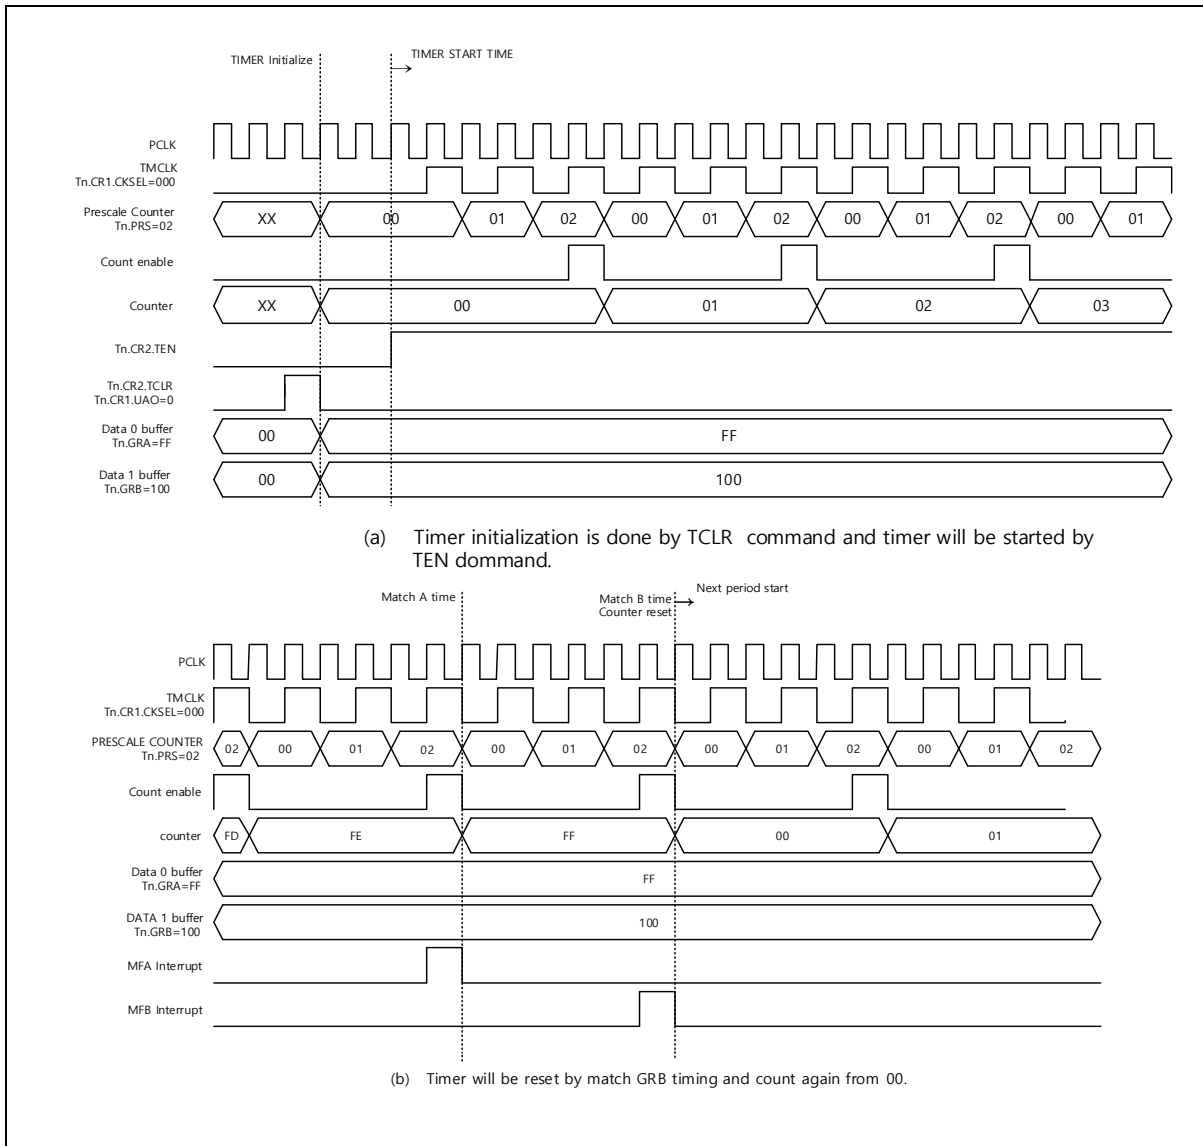 TIMER Initialize
TIMER START TIME
PCLK
TMCLK
Tn.CR1.CKSEL=000
Prescale Counter
Tn.PRS=02
XX 00 01 02 00 01 02 00 01 02 00 01
Count enable
Counter
XX 00 01 02 03
Tn.CR2.TEN
Tn.CR2.TCLR
Tn.CR1.UAO=0
Data 0 buffer
Tn.GRA=FF
00 FF
Data 1 buffer
Tn.GRB=100
00 100
(a) Timer initialization is done by TCLR command and timer will be started by
TEN dommand.
Match A time
Match B time
Counter reset
Next period start
PCLK
TMCLK
Tn.CR1.CKSEL=000
PRESCALE COUNTER
Tn.PRS=02
02 00 01 02 00 01 02 00 01 02 00 01 02
Count enable
counter
FD FE FF 00 01
Data 0 buffer
Tn.GRA=FF
FF
DATA 1 buffer
Tn.GRB=100
100
MFA Interrupt
MFB Interrupt
(b) Timer will be reset by match GRB timing and count again from 00.